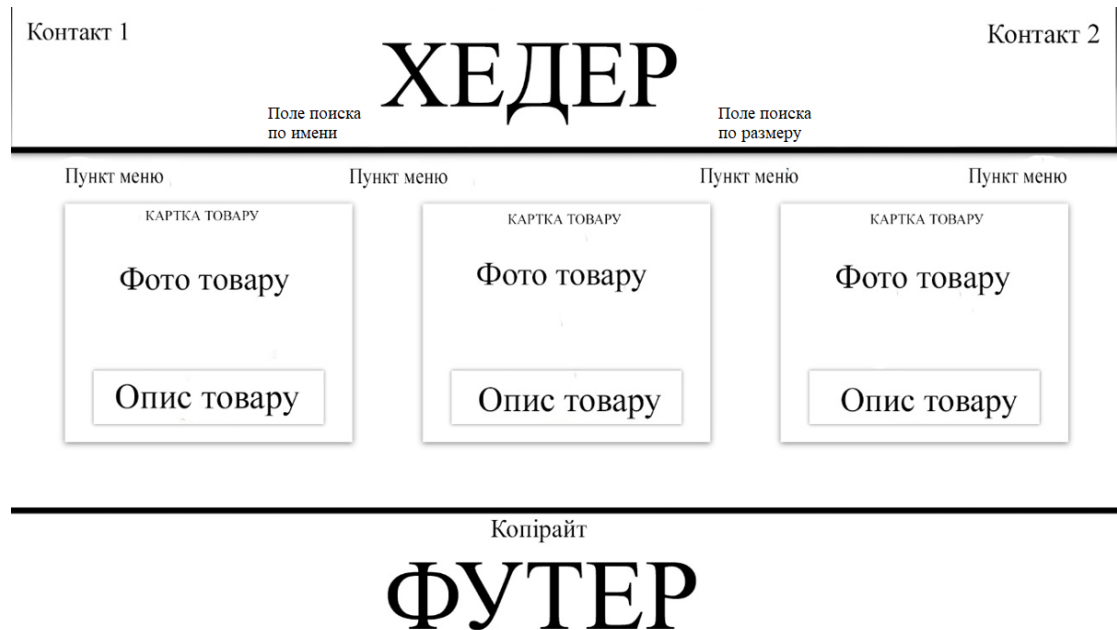 Контакт 1
ХЕДЕР
Контакт 2
Поле поиска
по имени
Поле поиска
по размеру
Пункт меню
Пункт меню
Пункт меню
Пункт меню
КАРТКА ТОВАРУ
Фото товару
Опис товару
КАРТКА ТОВАРУ
Фото товару
Опис товару
КАРТКА ТОВАРУ
Фото товару
Опис товару
Копірайт
ФУТЕР